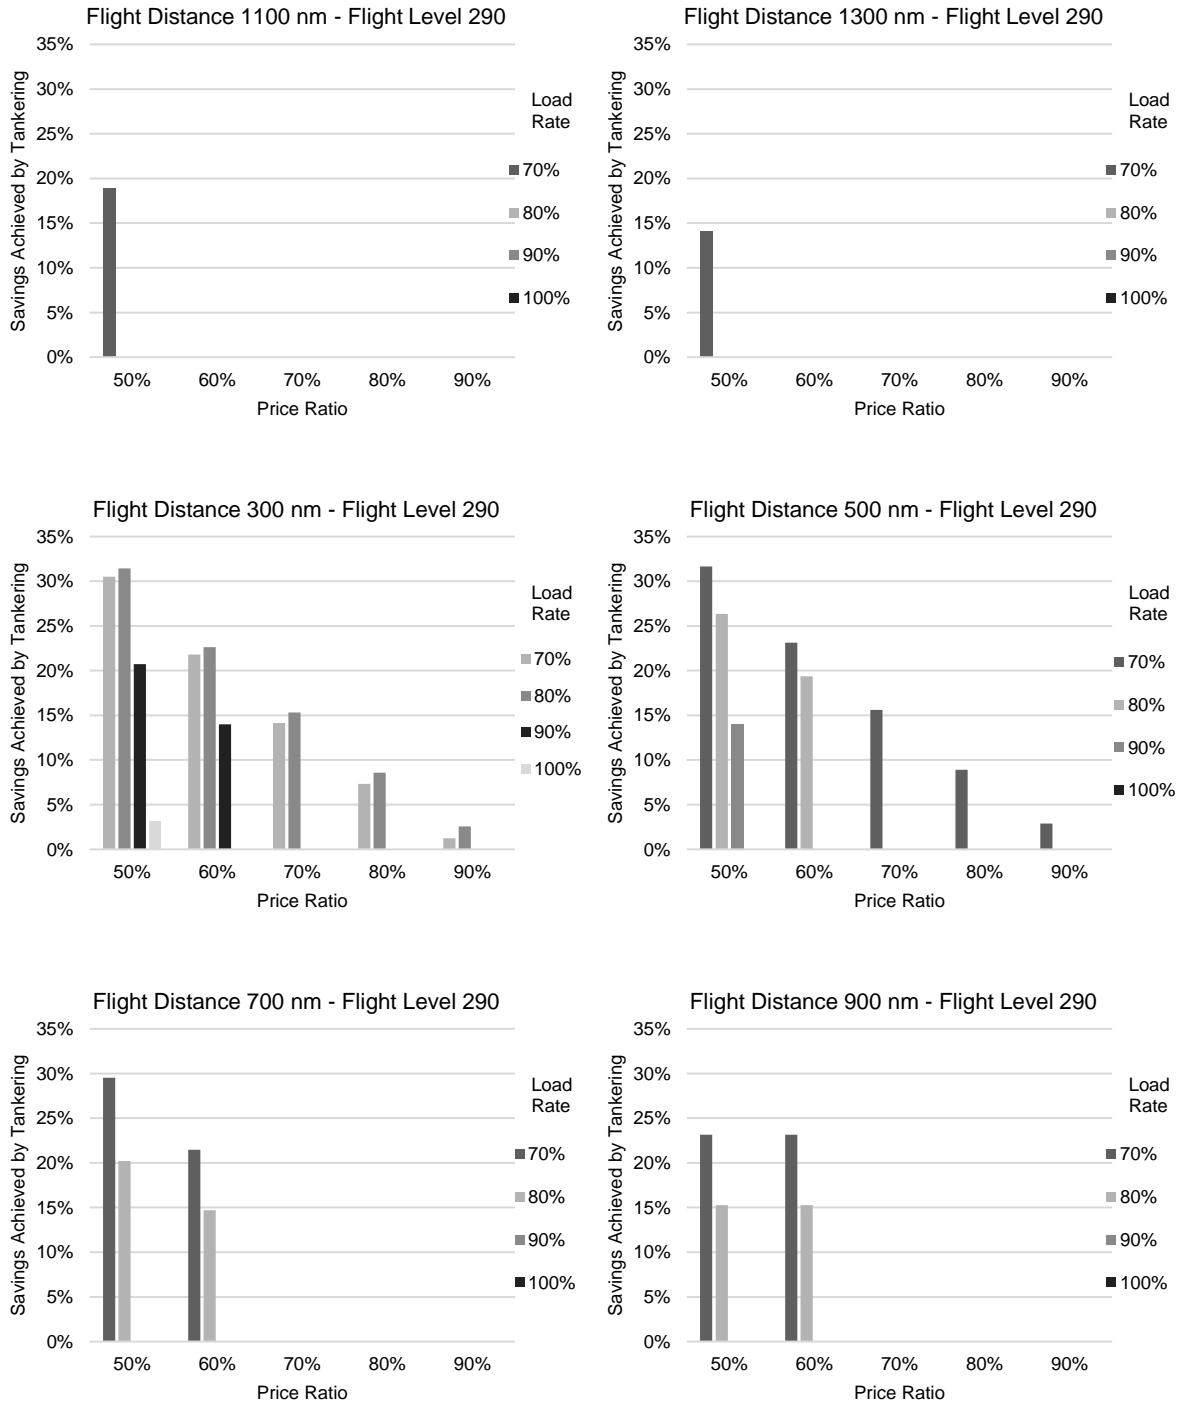 Flight Distance 1100 nm - Flight Level 290
35%
30%
25%
20%
15%
10%
5%
0%
Savings Achieved by Tankering
50% 60% 70% 80% 90%
Price Ratio
Load
Rate
70%
80%
90%
100%
Flight Distance 1300 nm - Flight Level 290
35%
30%
25%
20%
15%
10%
5%
0%
Savings Achieved by Tankering
50% 60% 70% 80% 90%
Price Ratio
Load
Rate
70%
80%
90%
100%
Flight Distance 300 nm - Flight Level 290
35%
30%
25%
20%
15%
10%
5%
0%
Savings Achieved by Tankering
50% 60% 70% 80% 90%
Price Ratio
Load
Rate
70%
80%
90%
100%
Flight Distance 500 nm - Flight Level 290
35%
30%
25%
20%
15%
10%
5%
0%
Savings Achieved by Tankering
50% 60% 70% 80% 90%
Price Ratio
Load
Rate
70%
80%
90%
100%
Flight Distance 700 nm - Flight Level 290
35%
30%
25%
20%
15%
10%
5%
0%
Savings Achieved by Tankering
50% 60% 70% 80% 90%
Price Ratio
Load
Rate
70%
80%
90%
100%
Flight Distance 900 nm - Flight Level 290
35%
30%
25%
20%
15%
10%
5%
0%
Savings Achieved by Tankering
50% 60% 70% 80% 90%
Price Ratio
Load
Rate
70%
80%
90%
100%